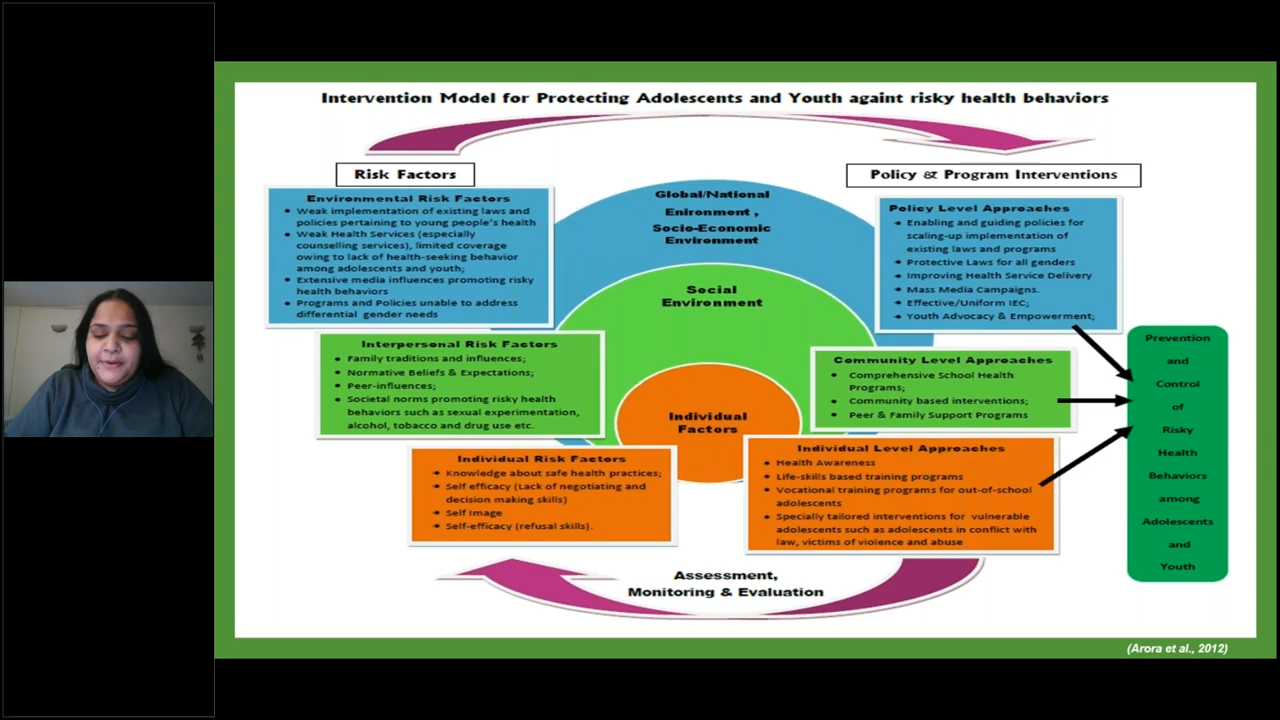 Intervention Model for Protecting Adolescents and Youth againt risky health behaviors
Risk Factors
Environmental Risk Factors
Weak implementation of existing laws and
policies pertaining to young people's health
Weak Health Services (especially
counselling services), limited coverage
owing to lack of health-seeking behavior
among adolescents and youth;
Extensive media influences promoting risky
health behaviors
Programs and Policies unable to address
differential gender needs
Interpersonal Risk Factors
Family traditions and influences;
Normative Beliefs & Expectations;
Peer-influences;
Societal norms promoting risky health
behaviors such as sexual experimentation,
alcohol, tobacco and drug use etc.
Individual Risk Factors
Knowledge about safe health practices;
Self efficacy (Lack of negotiating and
decision making skills)
Self Image
Self-efficacy (refusal skills).
Global/National
Enironment ,
Socio-Economic
Environment
Social
Environment
Individual
Factors
Policy & Program Interventions
Policy Level Approaches
Enabling and guiding policies for
scaling-up implementation of
existing laws and programs
Protective Laws for all genders
Improving Health Service Delivery
Mass Media Campaigns.
Effective/Uniform IEC;
Youth Advocacy & Empowerment;
Community Level Approaches
Comprehensive School Health
Programs;
Community based interventions;
Peer & Family Support Programs
Individual Level Approaches
Health Awareness
Life-skills based training programs
Vocational training programs for out-of-school
adolescents
Specially tailored interventions for vulnerable
adolescents such as adolescents in conflict with
law, victims of violence and abuse
Prevention
and
Control
of
Risky
Health
Behaviors
among
Adolescents
and
Youth
Assessment,
Monitoring & Evaluation
(Arora et al., 2012)